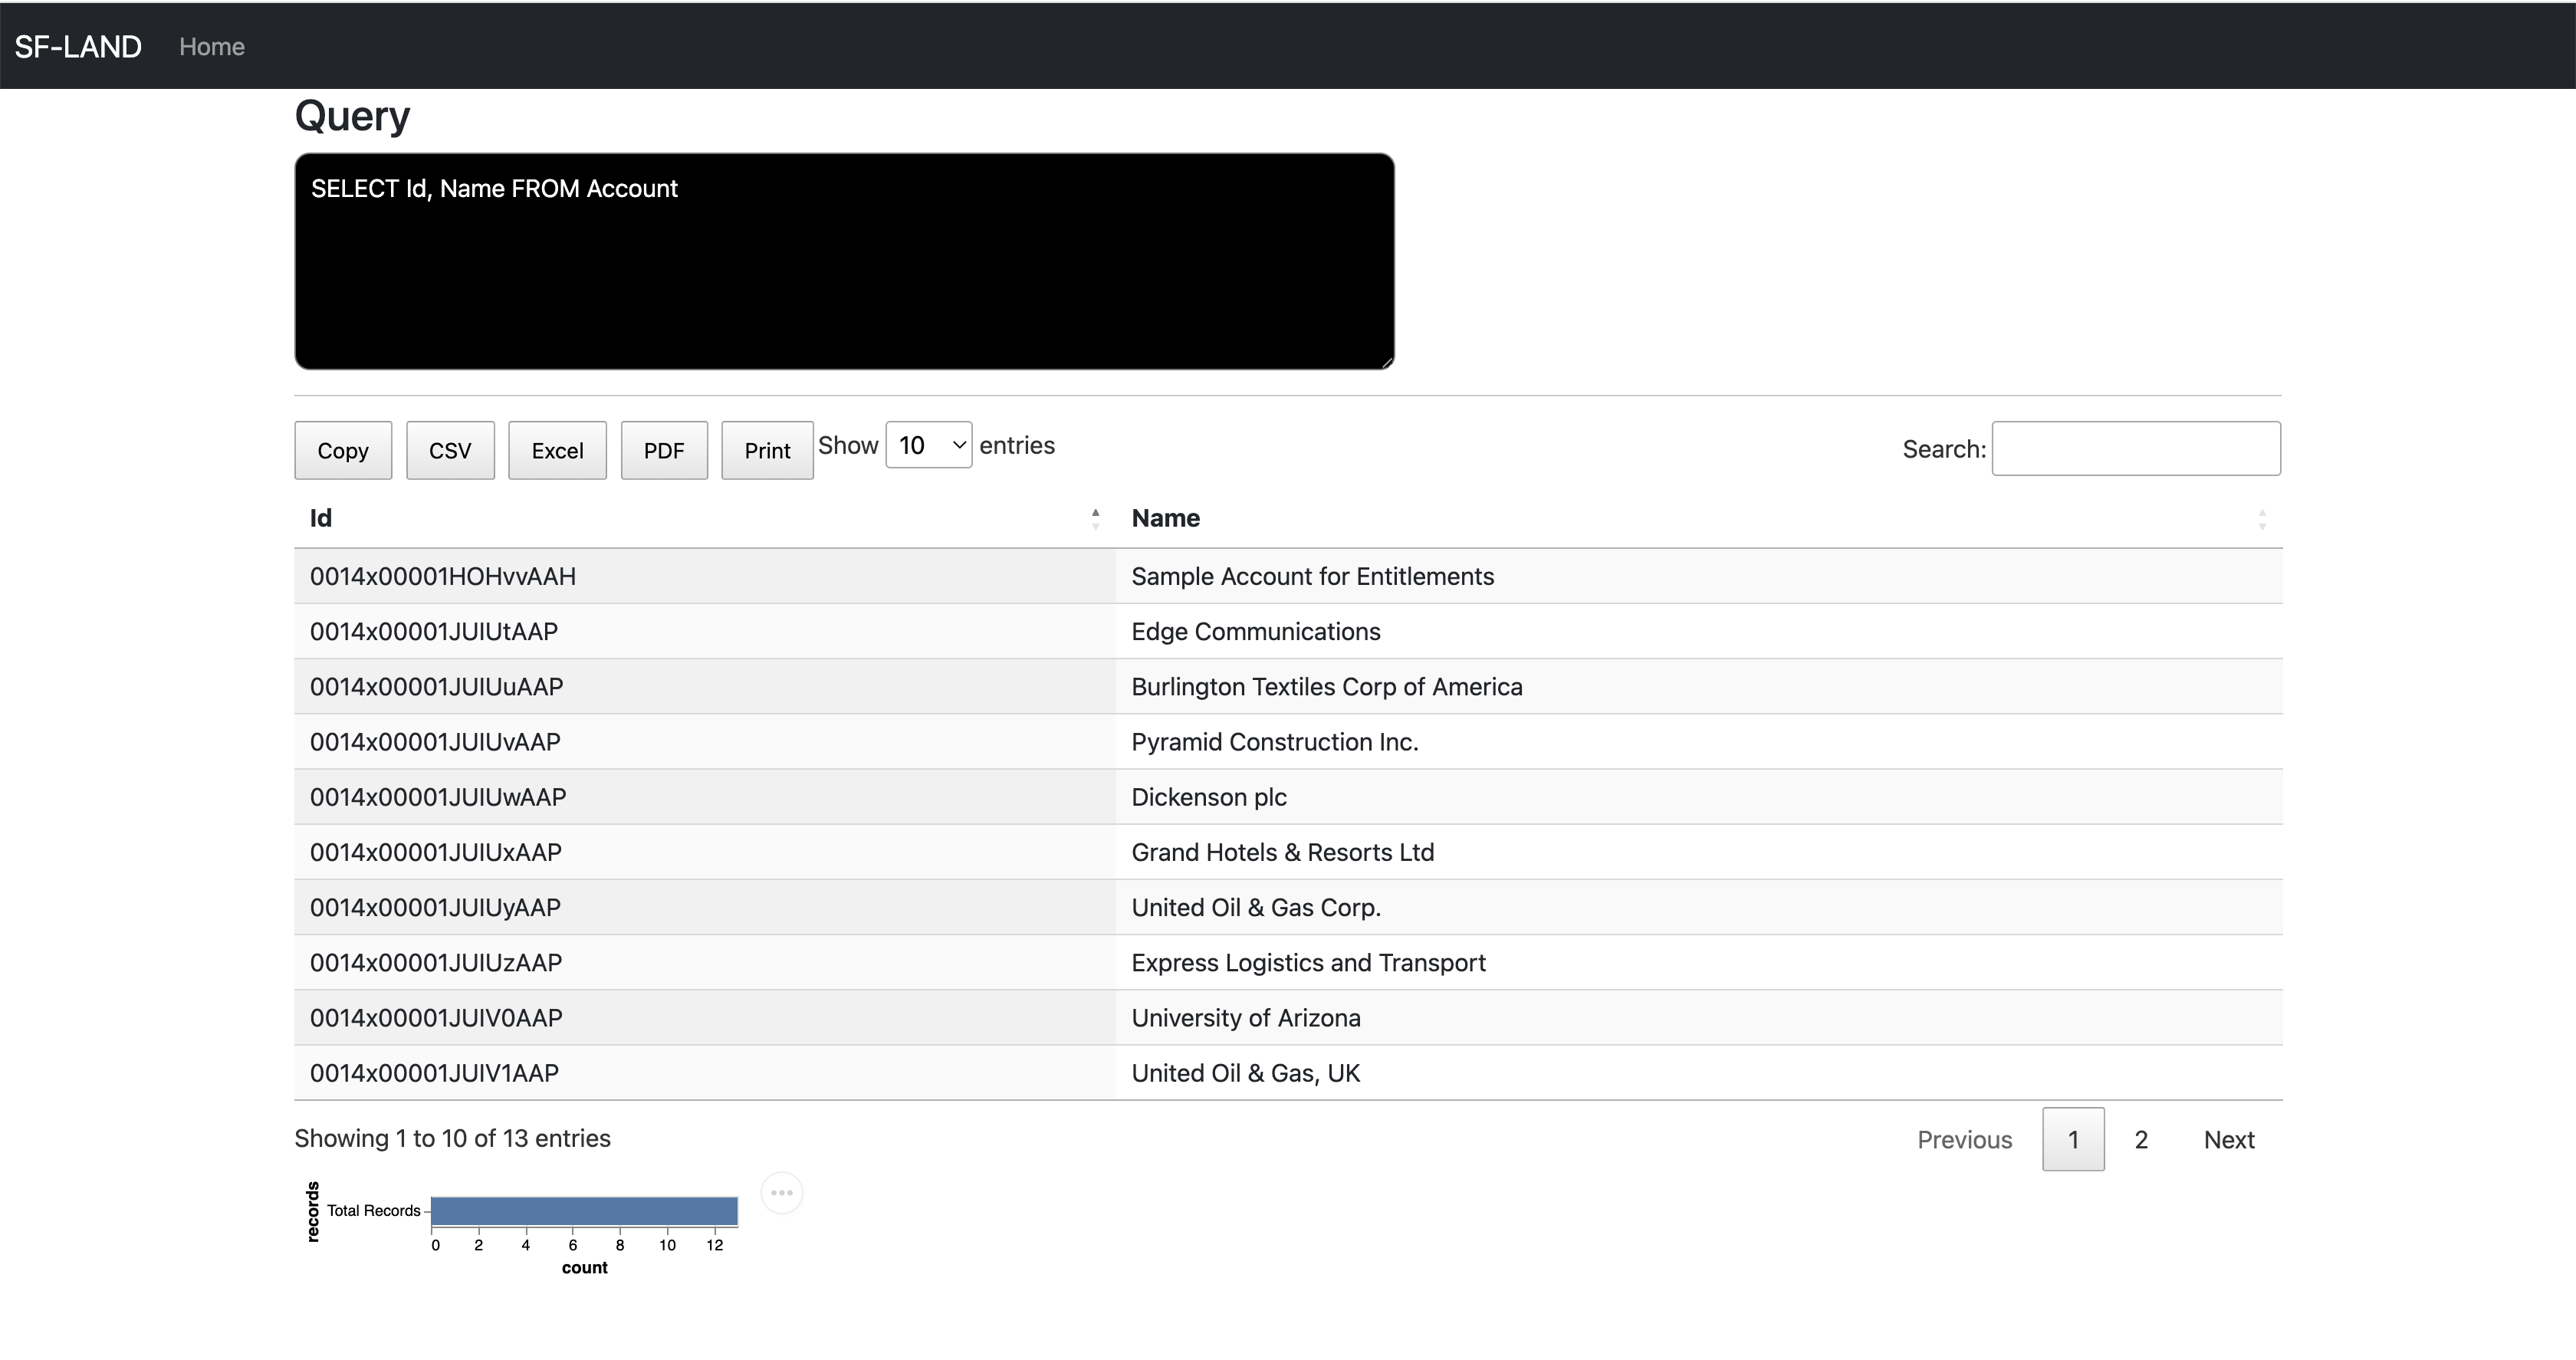 SF-LAND Home
Query
SELECT Id, Name FROM Account
Copy CSV Excel PDF Print Show 10 entries Search:
Id Name
0014x00001HOHvvAAH Sample Account for Entitlements
0014x00001JUIUtAAP Edge Communications
0014x00001JUIUuAAP Burlington Textiles Corp of America
0014x00001JUIUvAAP Pyramid Construction Inc.
0014x00001JUIUwAAP Dickenson plc
0014x00001JUIUxAAP Grand Hotels & Resorts Ltd
0014x00001JUIUyAAP United Oil & Gas Corp.
0014x00001JUIUzAAP Express Logistics and Transport
0014x00001JUIV0AAP University of Arizona
0014x00001JUIV1AAP United Oil & Gas, UK
Showing 1 to 10 of 13 entries Previous 1 2 Next
records
Total Records
0 2 4 6 8 10 12
count